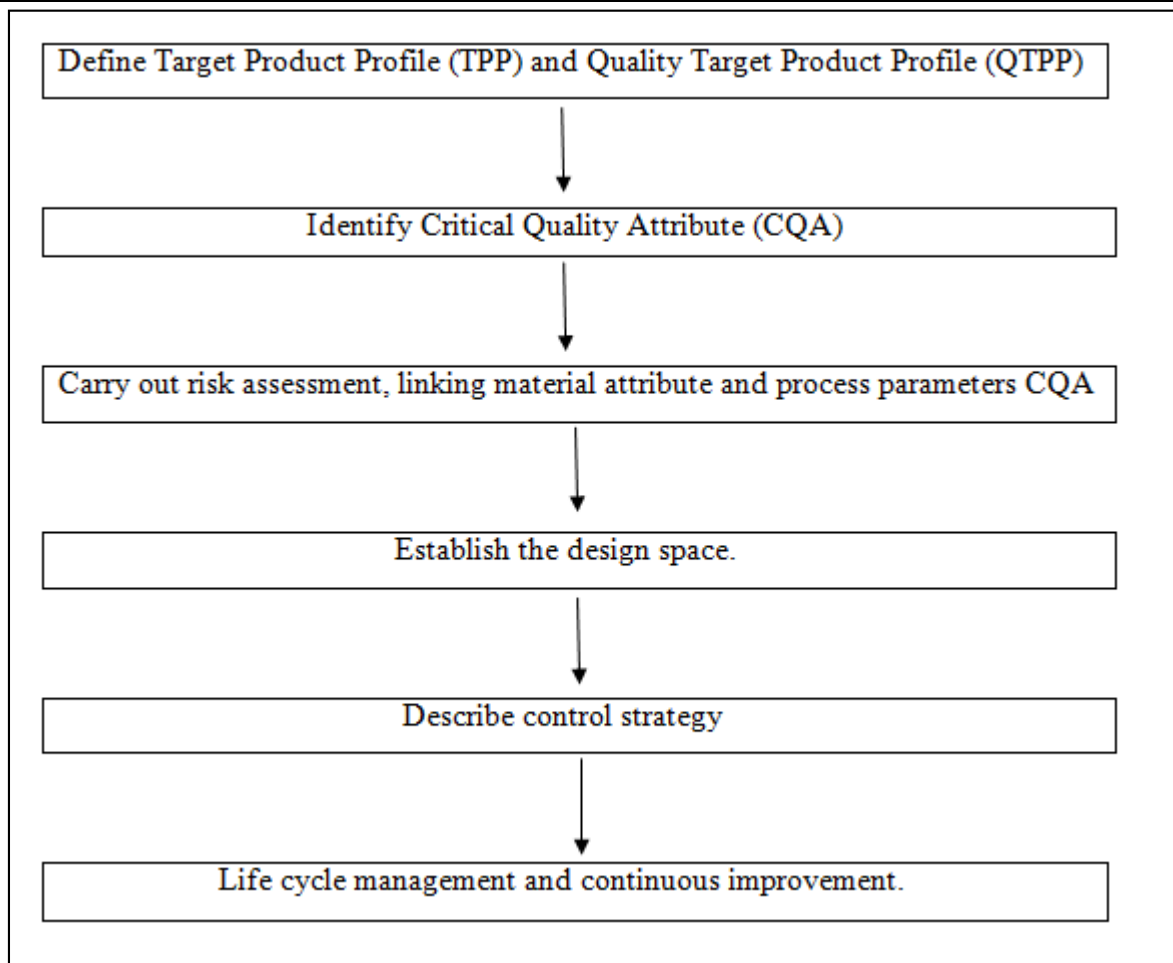 Define Target Product Profile (TPP) and Quality Target Product Profile (QTPP)
Identify Critical Quality Attribute (CQA)
Carry out risk assessment, linking material attribute and process parameters CQA
Establish the design space.
Describe control strategy
Life cycle management and continuous improvement.